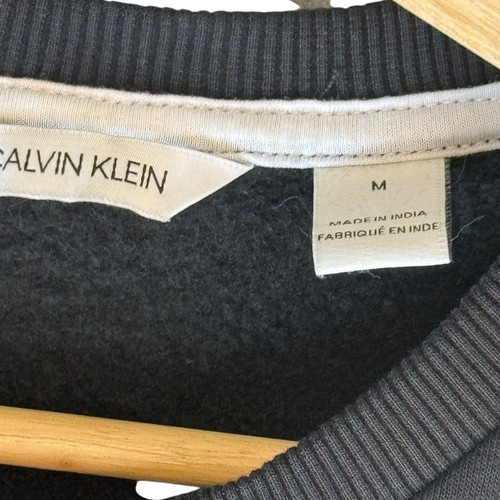 CALVIN KLEIN
M
MADE IN INDIA
FABRIQUÉ EN INDE